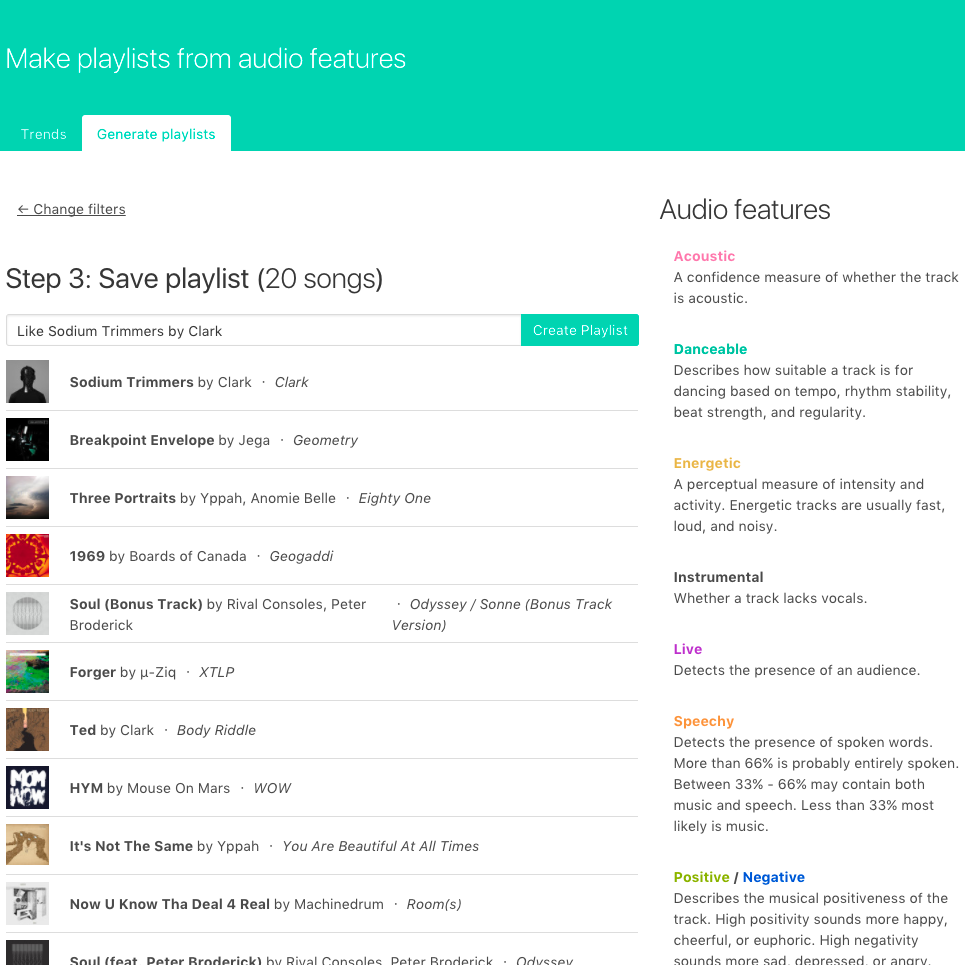 Make playlists from audio features
Trends
Generate playlists
← Change filters
Step 3: Save playlist (20 songs)
Like Sodium Trimmers by Clark
Create Playlist
Sodium Trimmers by Clark · Clark
Breakpoint Envelope by Jega · Geometry
Three Portraits by Yppah, Anomie Belle · Eighty One
1969 by Boards of Canada · Geogaddi
Soul (Bonus Track) by Rival Consoles, Peter
Broderick
· Odyssey / Sonne (Bonus Track
Version)
Forger by μ-Ziq · XTLP
Ted by Clark · Body Riddle
MOM
WOW
HYM by Mouse On Mars · WOW
It's Not The Same by Yppah · You Are Beautiful At All Times
Now U Know Tha Deal 4 Real by Machinedrum · Room(s)
Soul (feat. Peter Broderick) by Rival Consoles, Peter Broderick · Odyssey
Audio features
Acoustic
A confidence measure of whether the track
is acoustic.
Danceable
Describes how suitable a track is for
dancing based on tempo, rhythm stability,
beat strength, and regularity.
Energetic
A perceptual measure of intensity and
activity. Energetic tracks are usually fast,
loud, and noisy.
Instrumental
Whether a track lacks vocals.
Live
Detects the presence of an audience.
Speechy
Detects the presence of spoken words.
More than 66% is probably entirely spoken.
Between 33% - 66% may contain both
music and speech. Less than 33% most
likely is music.
Positive / Negative
Describes the musical positiveness of the
track. High positivity sounds more happy,
cheerful, or euphoric. High negativity
sounds more sad, depressed, or angry.